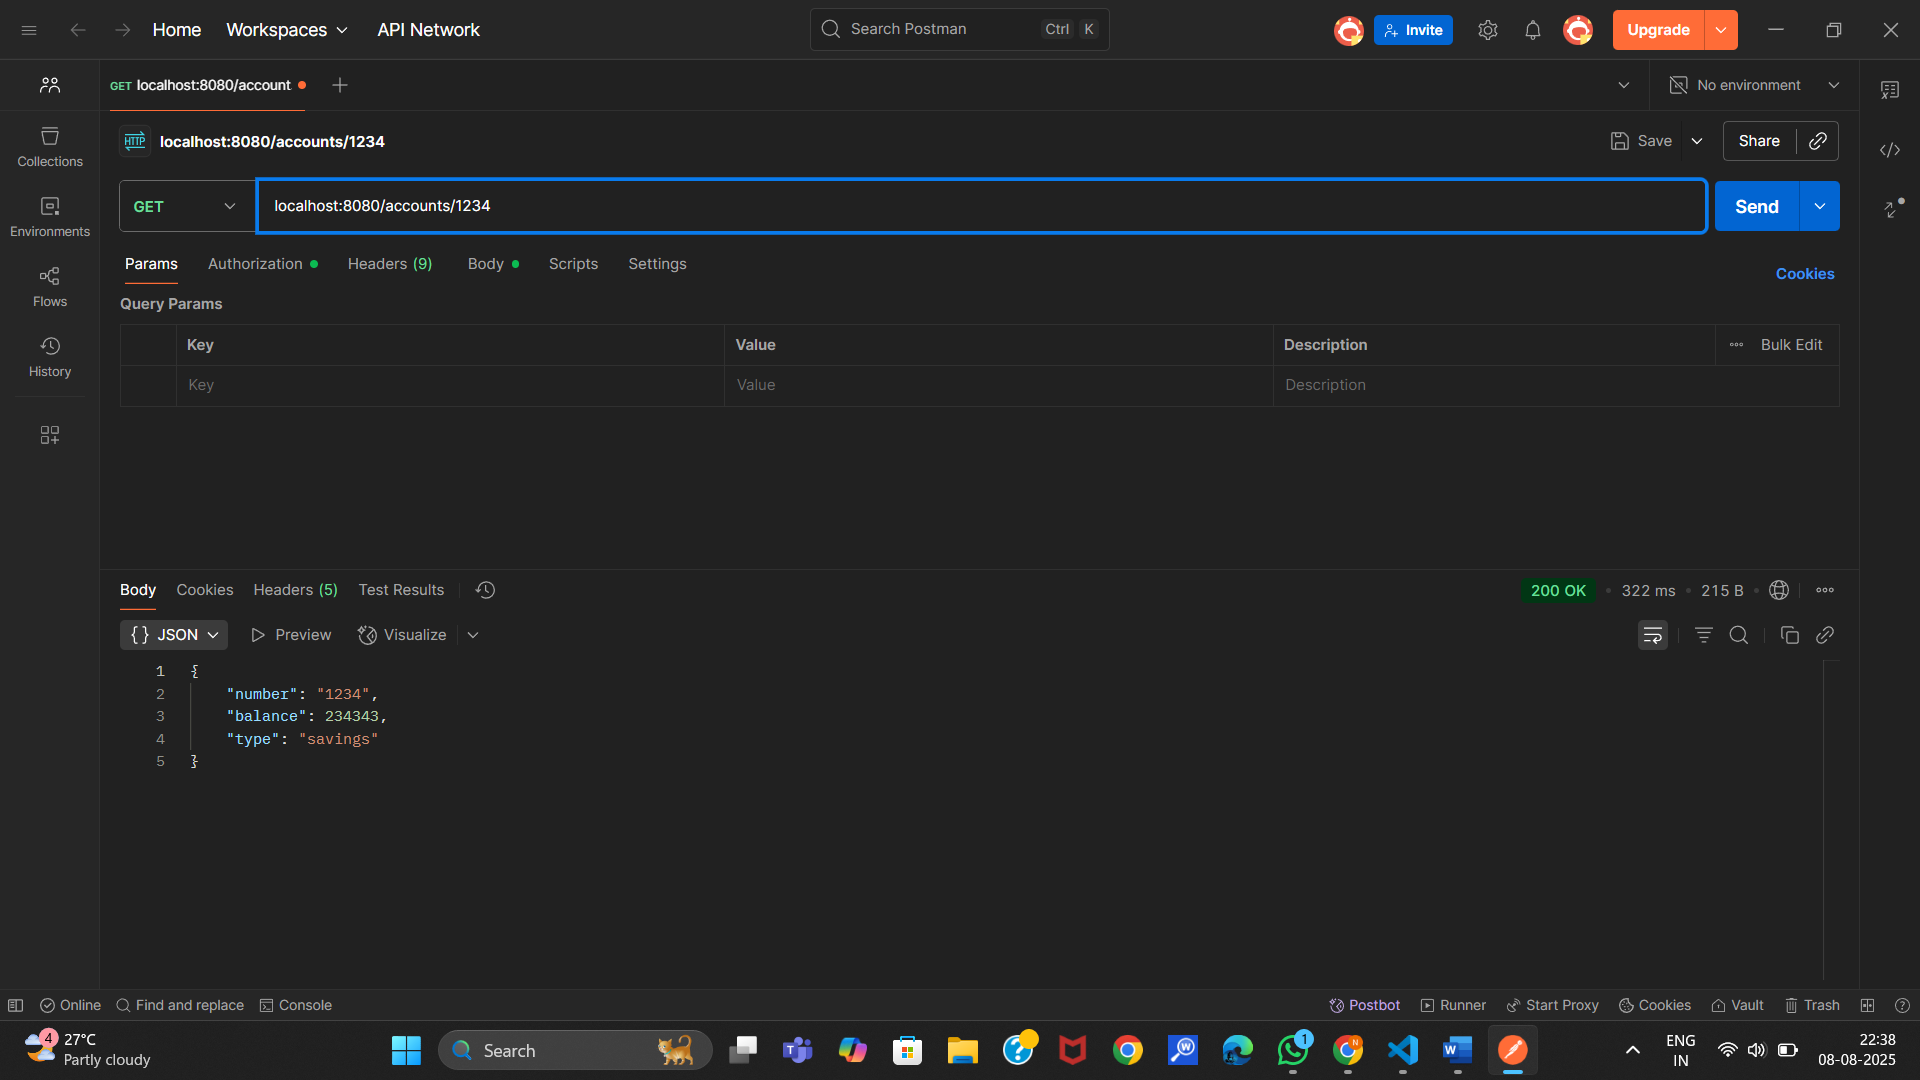 Home Workspaces API Network Search Postman Ctrl K Invite Upgrade
GET localhost:8080/account No environment
HTTP localhost:8080/accounts/1234 Save Share
GET localhost:8080/accounts/1234 Send
Params Authorization Headers (9) Body Scripts Settings Cookies
Query Params
Key Value Description Bulk Edit
Key Value Description
Collections
Environments
Flows
History
Body Cookies Headers (5) Test Results 200 OK 322 ms 215 B
{} JSON Preview Visualize
1 {
2 "number": "1234",
3 "balance": 234343,
4 "type": "savings"
5 }
Online Find and replace Console Postbot Runner Start Proxy Cookies Vault Trash
4 27°C
Partly cloudy
Search
1
N
ENG
IN
22:38
08-08-2025